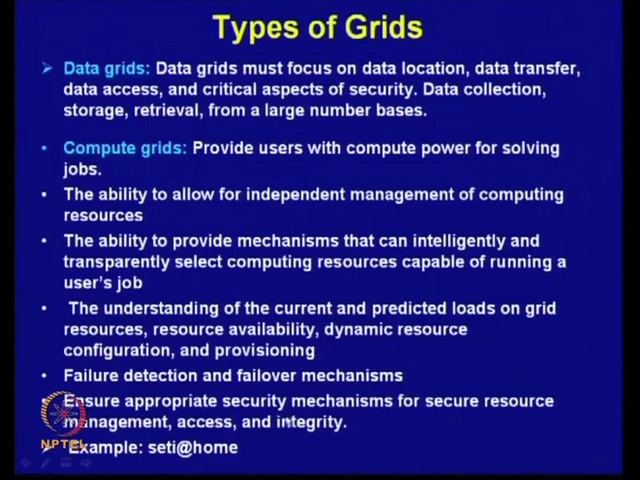 Types of Grids
Data grids: Data grids must focus on data location, data transfer,
data access, and critical aspects of security. Data collection,
storage, retrieval, from a large number bases.
Compute grids: Provide users with compute power for solving
jobs.
The ability to allow for independent management of computing
resources
The ability to provide mechanisms that can intelligently and
transparently select computing resources capable of running a
user's job
The understanding of the current and predicted loads on grid
resources, resource availability, dynamic resource
configuration, and provisioning
Failure detection and failover mechanisms
Ensure appropriate security mechanisms for secure resource
management, access, and integrity.
Example: seti@home
NPTEL